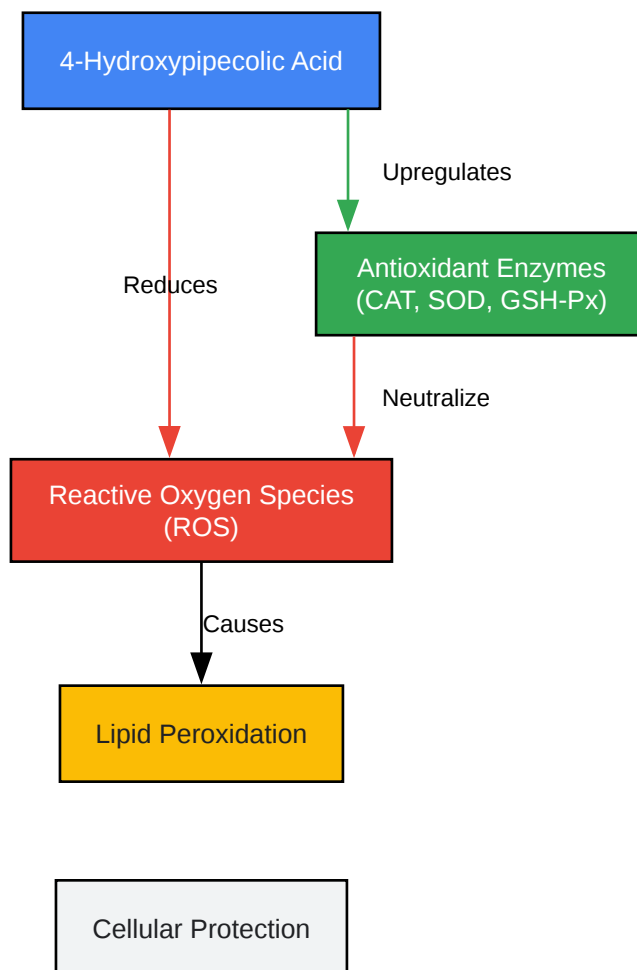 4-Hydroxypipecolic Acid
Upregulates
Antioxidant Enzymes
(CAT, SOD, GSH-Px)
Reduces
Neutralize
Reactive Oxygen Species
(ROS)
Causes
Lipid Peroxidation
Cellular Protection